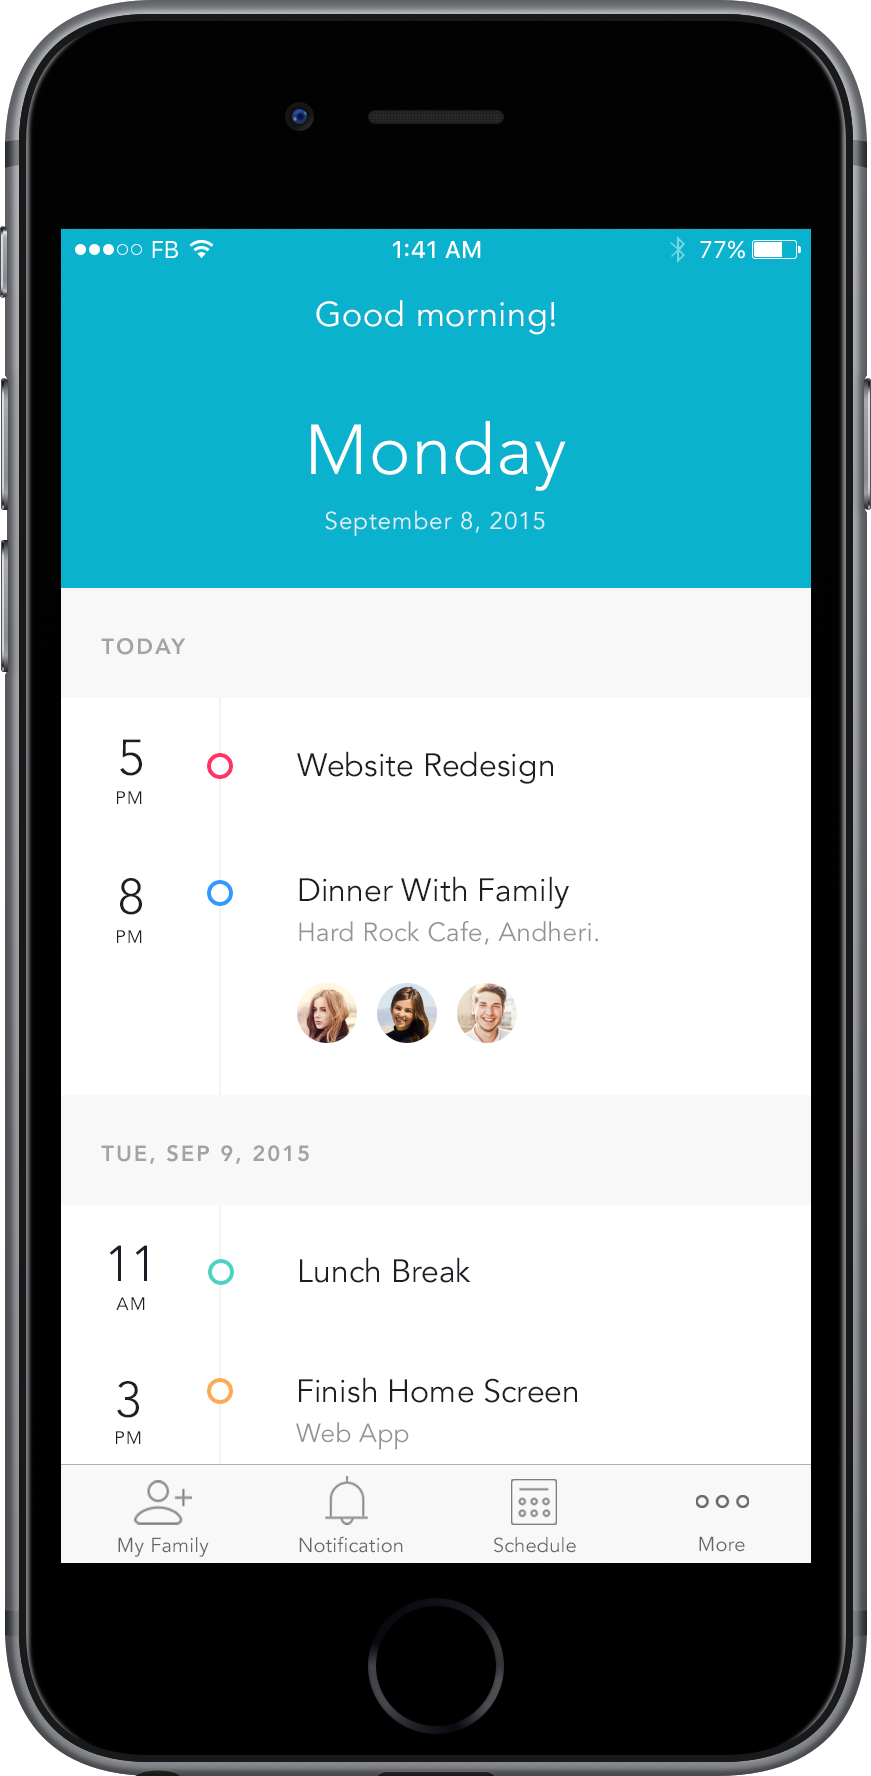 FB 1:41 AM 77%
Good morning!
Monday
September 8, 2015
TODAY
5 PM
Website Redesign
8 PM
Dinner With Family
Hard Rock Cafe, Andheri.
TUE, SEP 9, 2015
11 AM
Lunch Break
3 PM
Finish Home Screen
Web App
My Family Notification Schedule More